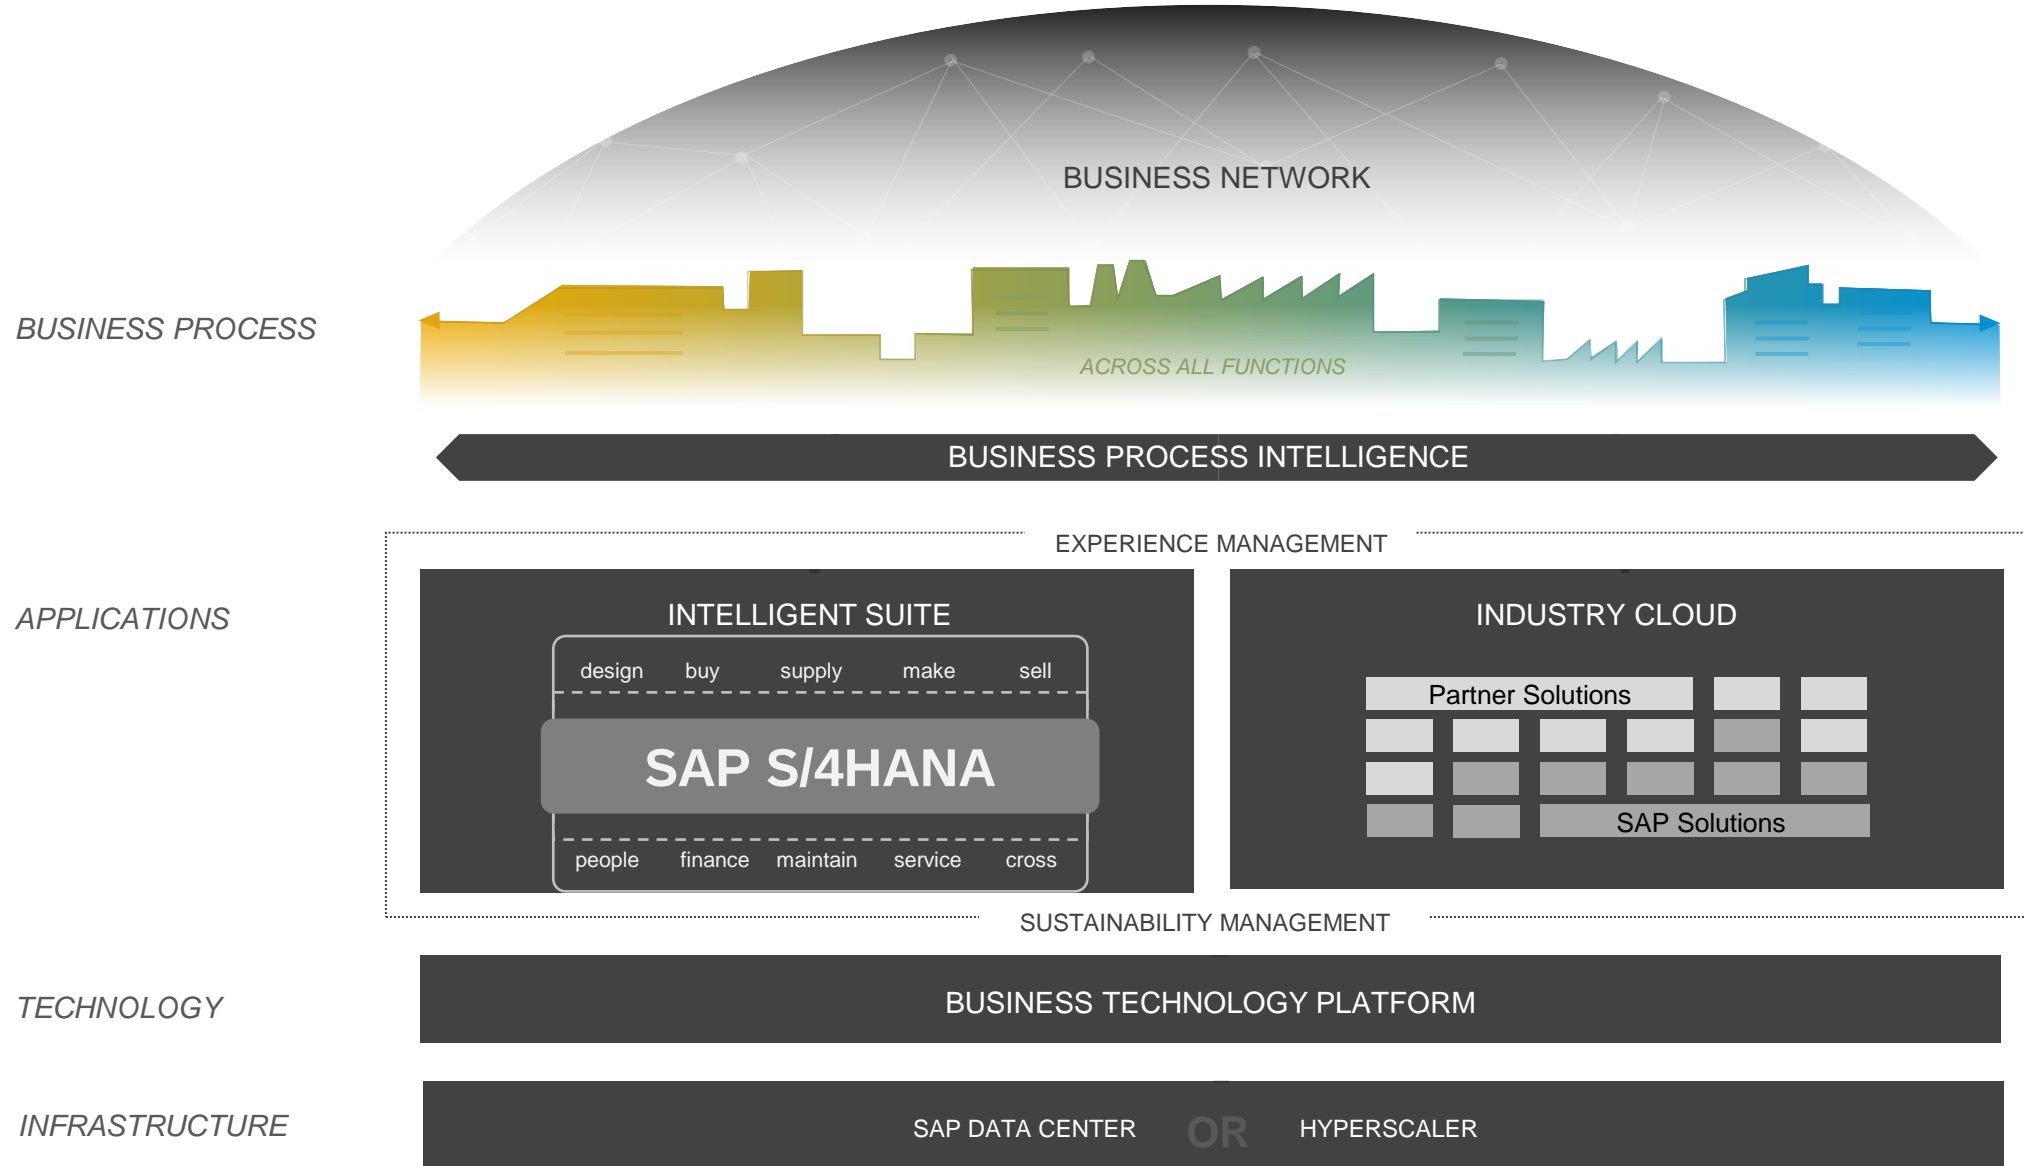 BUSINESS NETWORK
BUSINESS PROCESS
ACROSS ALL FUNCTIONS
BUSINESS PROCESS INTELLIGENCE
EXPERIENCE MANAGEMENT
APPLICATIONS
INTELLIGENT SUITE
design buy supply make sell
SAP S/4HANA
people finance maintain service cross
INDUSTRY CLOUD
Partner Solutions
SAP Solutions
SUSTAINABILITY MANAGEMENT
TECHNOLOGY
BUSINESS TECHNOLOGY PLATFORM
INFRASTRUCTURE
SAP DATA CENTER OR HYPERSCALER